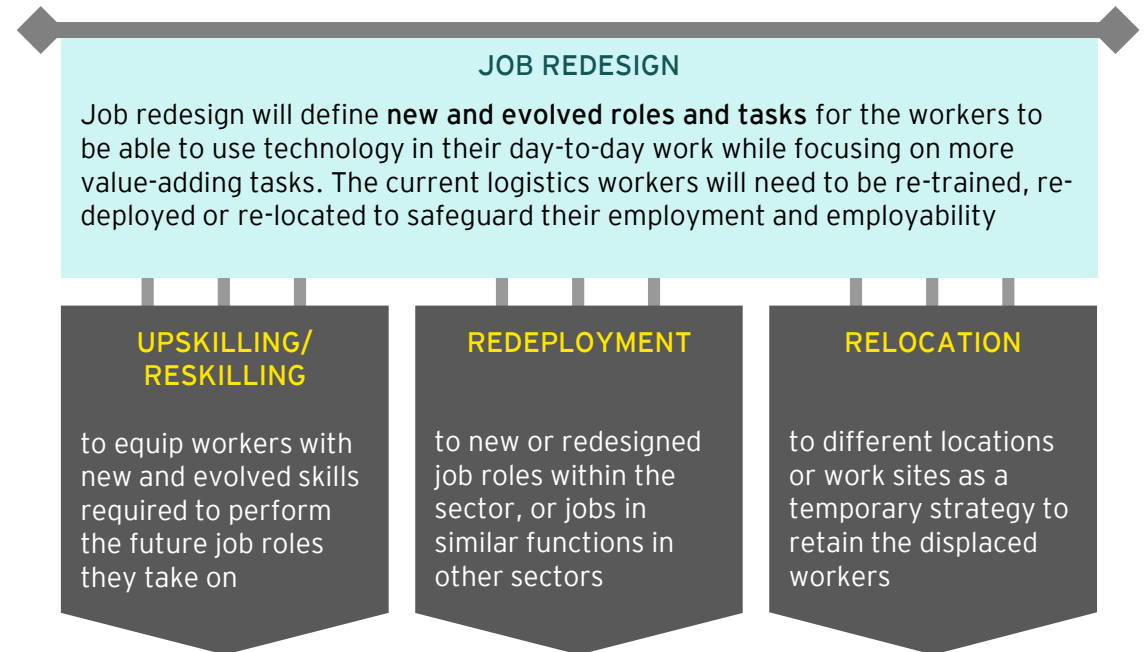 JOB REDESIGN
Job redesign will define new and evolved roles and tasks for the workers to
be able to use technology in their day-to-day work while focusing on more
value-adding tasks. The current logistics workers will need to be re-trained, re-
deployed or re-located to safeguard their employment and employability
UPSKILLING/
RESKILLING
to equip workers with
new and evolved skills
required to perform
the future job roles
they take on
REDEPLOYMENT
to new or redesigned
job roles within the
sector, or jobs in
similar functions in
other sectors
RELOCATION
to different locations
or work sites as a
temporary strategy to
retain the displaced
workers